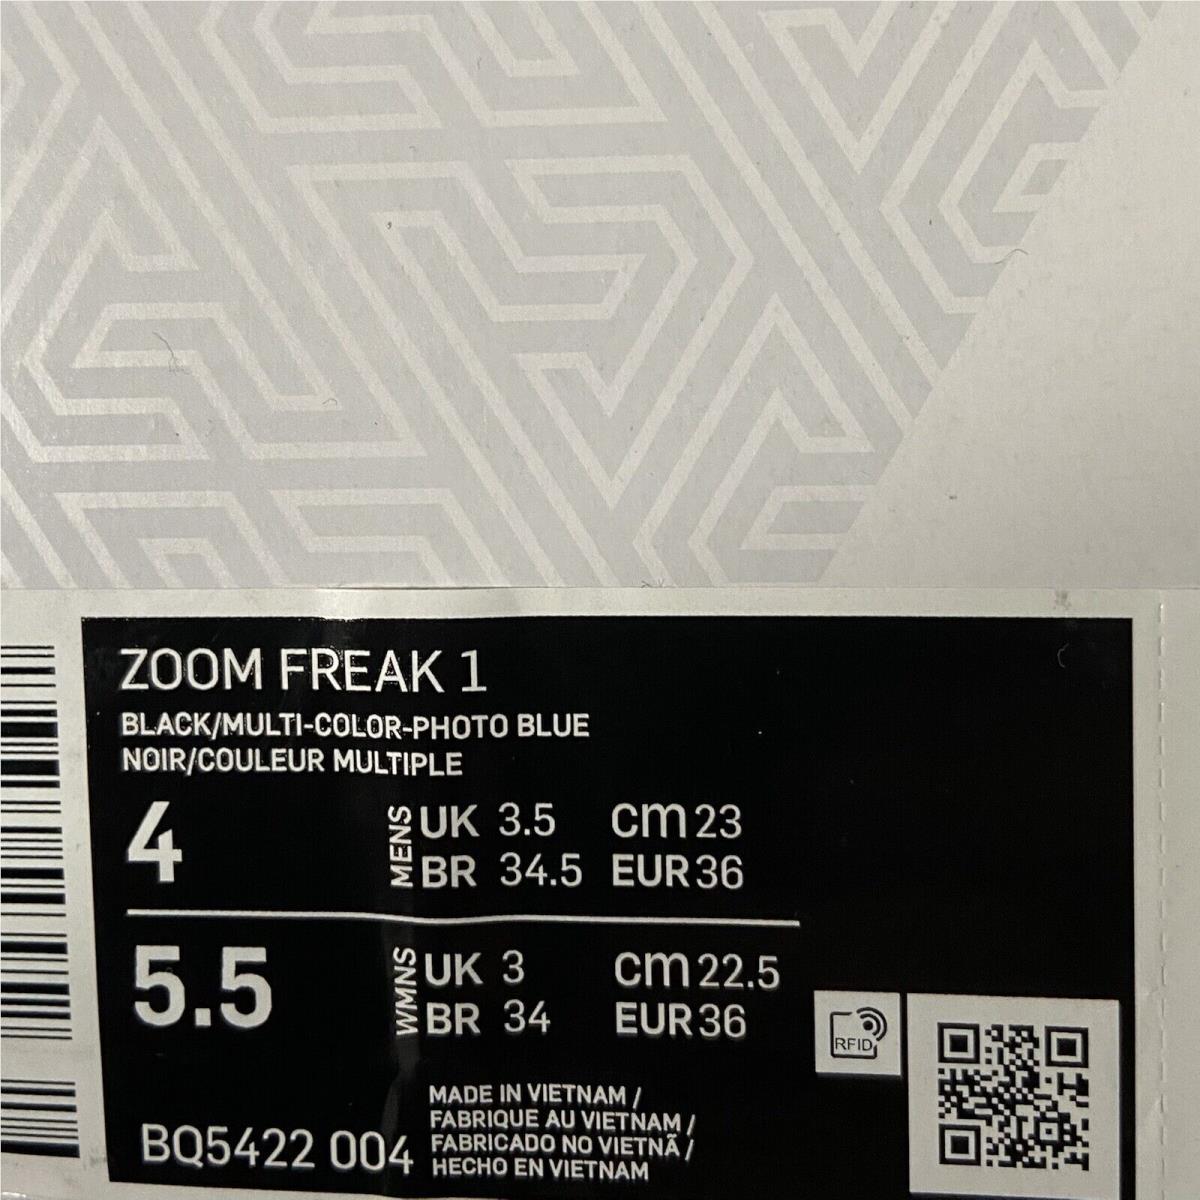 ZOOM FREAK 1
BLACK/MULTI-COLOR-PHOTO BLUE
NOIR/COULEUR MULTIPLE
4 MENS UK 3.5 cm 23
BR 34.5 EUR 36
5.5 WMNS UK 3 cm 22.5
BR 34 EUR 36
RFID
MADE IN VIETNAM /
FABRIQUE AU VIETNAM /
FABRICADO NO VIETNÃ /
HECHO EN VIETNAM
BQ5422 004